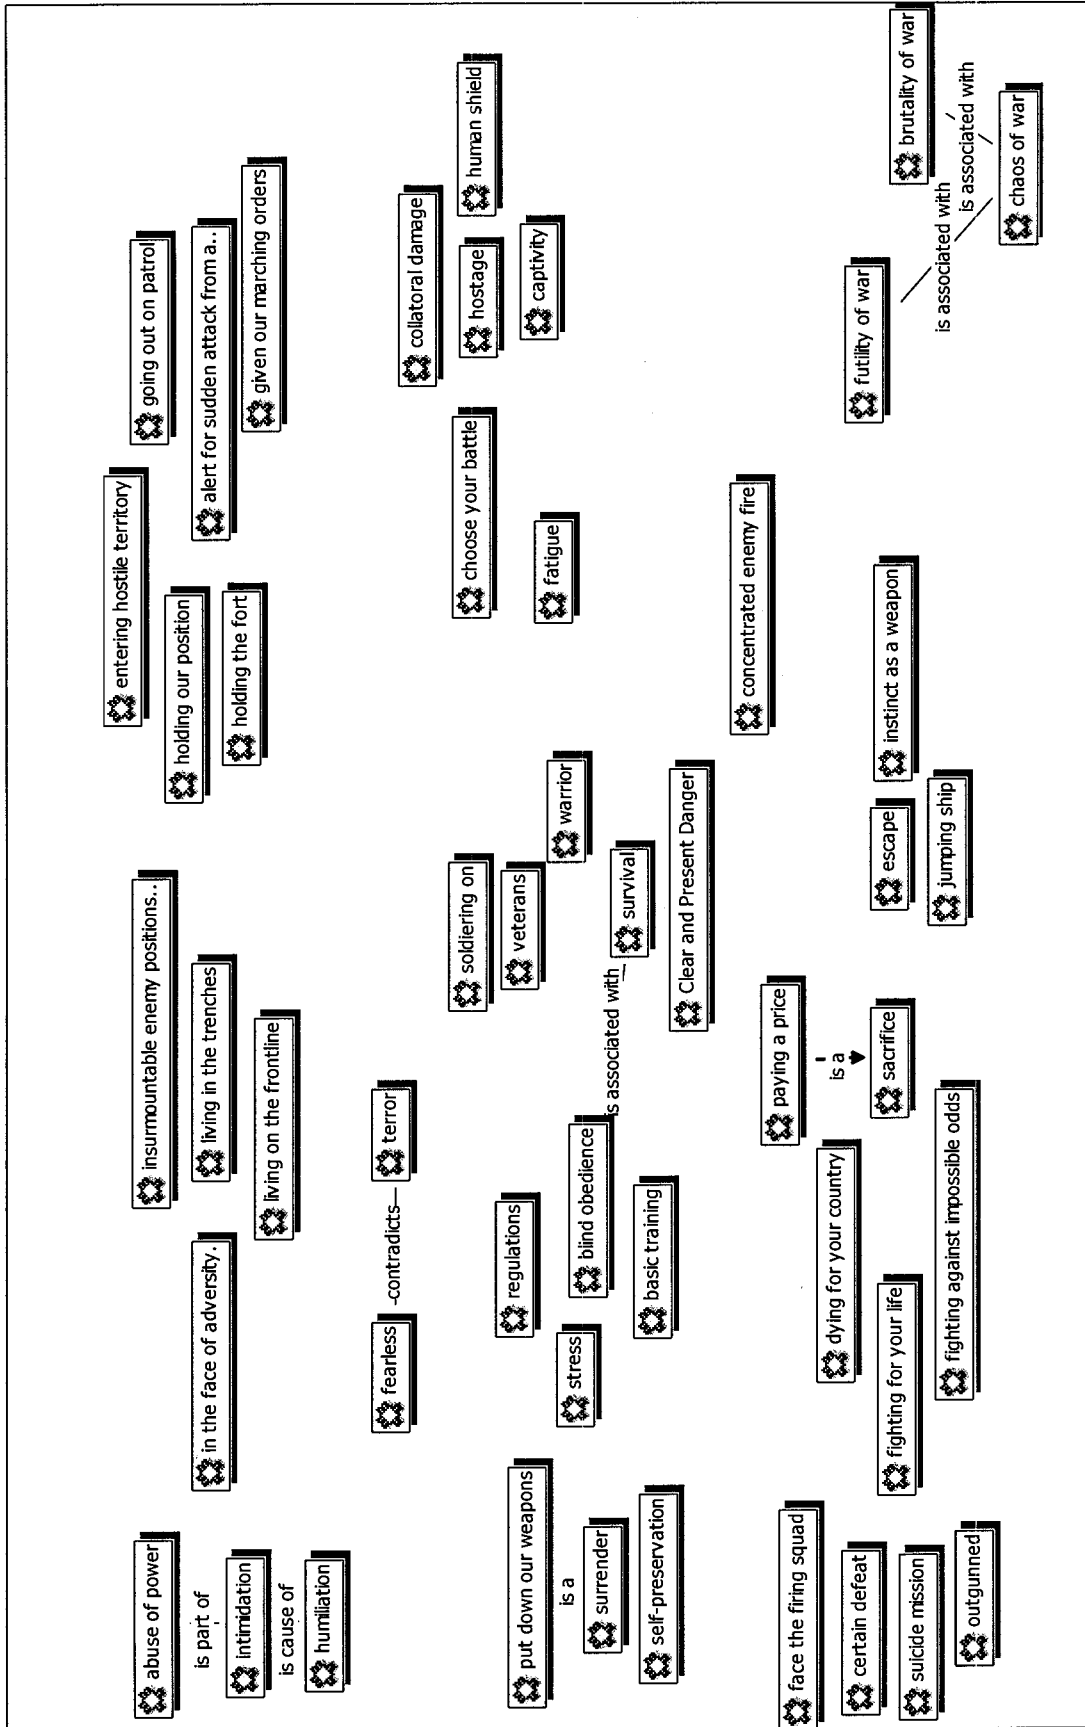 abuse of power
is part of
intimidation
is cause of
humiliation
in the face of adversity.
insurmountable enemy positions..
living in the trenches
living on the frontline
entering hostile territory
holding our position
holding the fort
going out on patrol
alert for sudden attack from a..
given our marching orders
fearless
contradicts
terror
put down our weapons
is a
surrender
self-preservation
regulations
stress
blind obedience
basic training
is associated with
soldiering on
veterans
warrior
survival
Clear and Present Danger
choose your battle
fatigue
collatoral damage
hostage
human shield
captivity
face the firing squad
certain defeat
suicide mission
outgunned
dying for your country
fighting for your life
fighting against impossible odds
paying a price
is a
sacrifice
concentrated enemy fire
escape
instinct as a weapon
jumping ship
futility of war
is associated with
brutality of war
is associated with
chaos of war